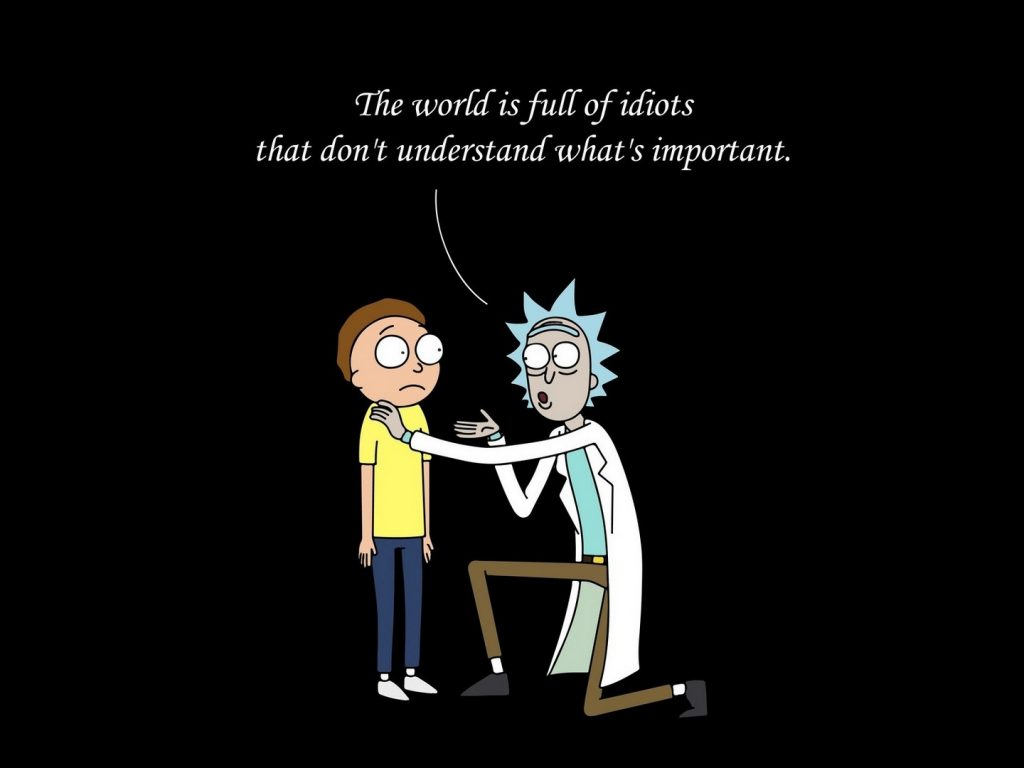 The world is full of idiots
that don't understand what's important.